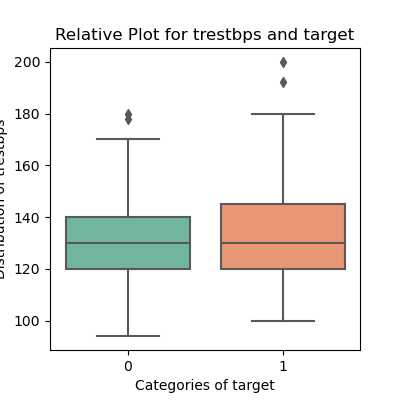 Relative Plot for trestbps and target
Distribution of trestbps
200
180
160
140
120
100
0
1
Categories of target